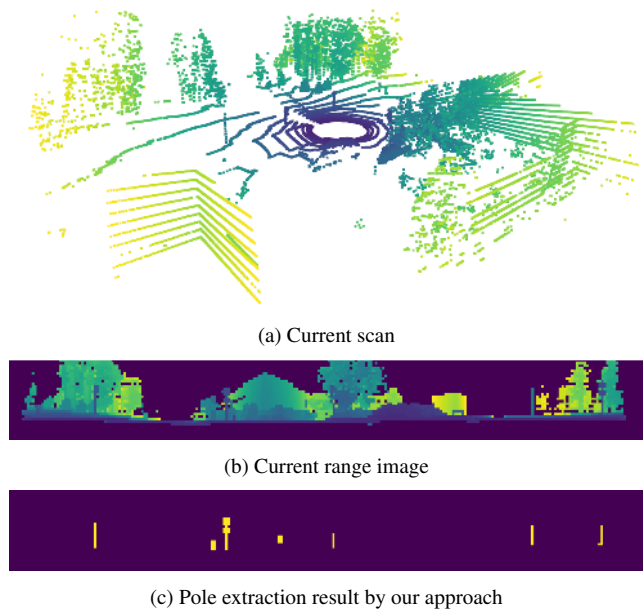 (a) Current scan
(b) Current range image
(c) Pole extraction result by our approach